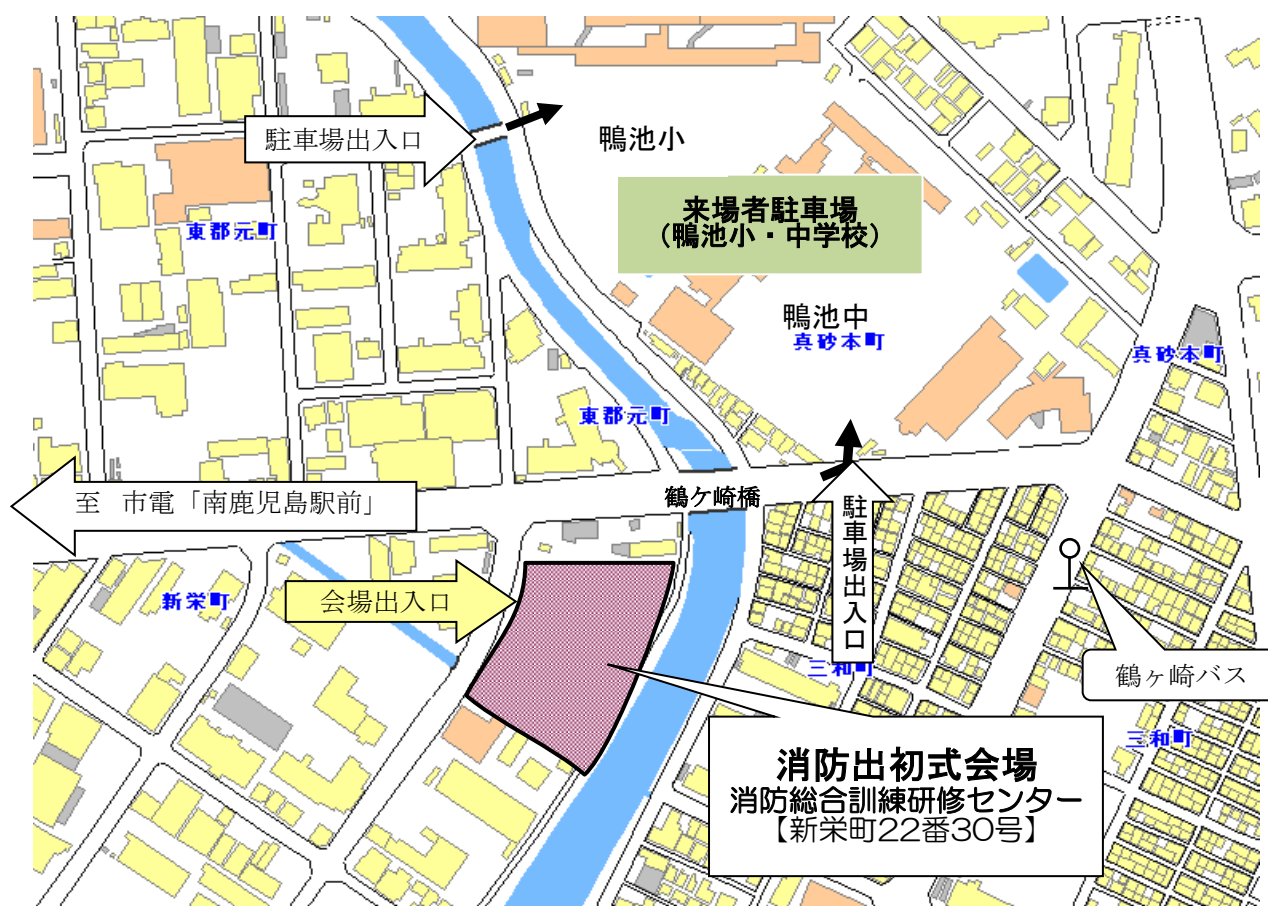 駐車場出入口
鴨池小
来場者駐車場
(鴨池小・中学校)
東郡元町
鴨池中
真砂本町
真砂本町
東郡元町
至 市電「南鹿児島駅前」
鶴ケ崎橋
駐車場出入口
会場出入口
新栄町
三和町
鶴ヶ崎バス
三和町
消防出初式会場
消防総合訓練研修センター
【新栄町22番30号】